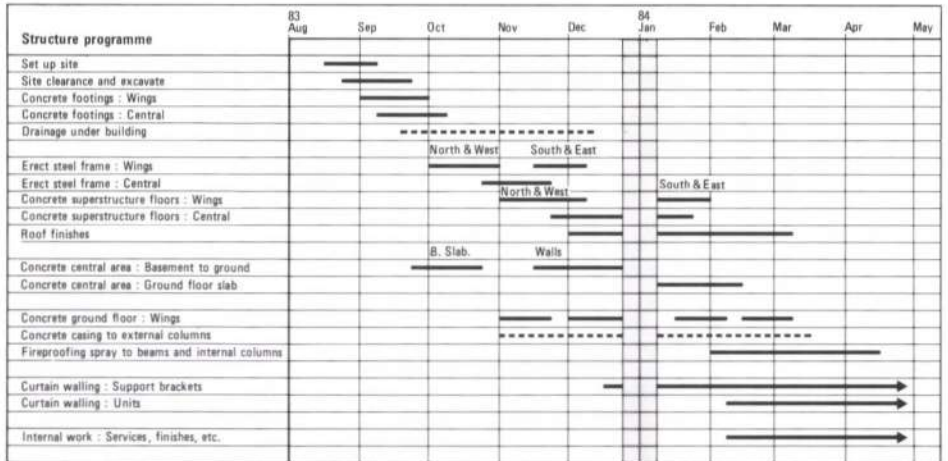 83
84
Aug Sep Oct Nov Dec Jan Feb Mar Apr May
Structure programme
Set up site
Site clearance and excavate
Concrete footings : Wings
Concrete footings : Central
Drainage under building
North & West South & East
Erect steel frame : Wings
Erect steel frame : Central
North & West South & East
Concrete superstructure floors : Wings
Concrete superstructure floors : Central
Roof finishes
B. Slab. Walls
Concrete central area : Basement to ground
Concrete central area : Ground floor slab
Concrete ground floor : Wings
Concrete casing to external columns
Fireproofing spray to beams and internal columns
Curtain walling : Support brackets
Curtain walling : Units
Internal work : Services, finishes, etc.